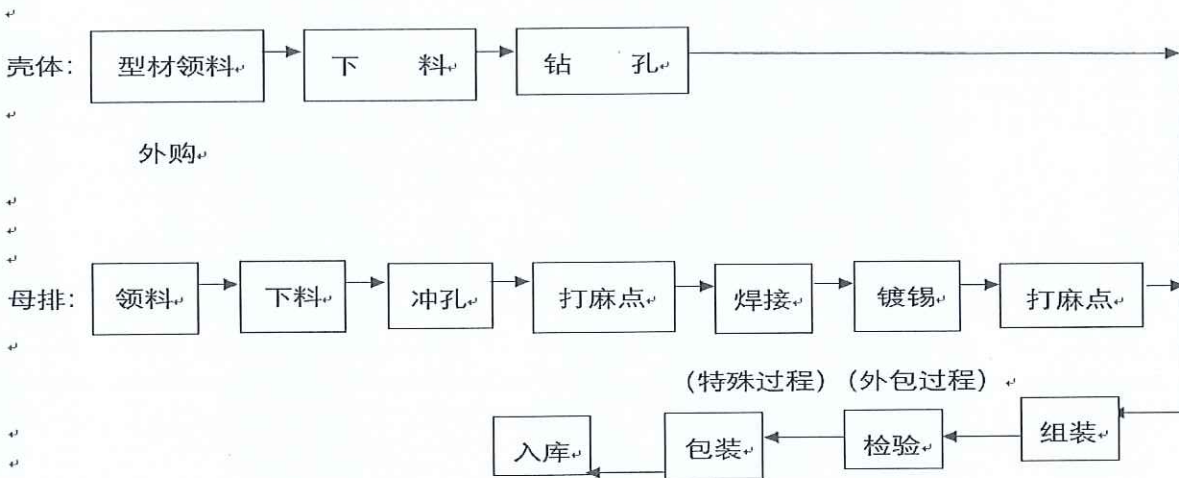 壳体: 型材领料 下 料 钻 孔
外购
母排: 领料 下料 冲孔 打麻点 焊接 镀锡 打麻点
(特殊过程) (外包过程)
入库 包装 检验 组装